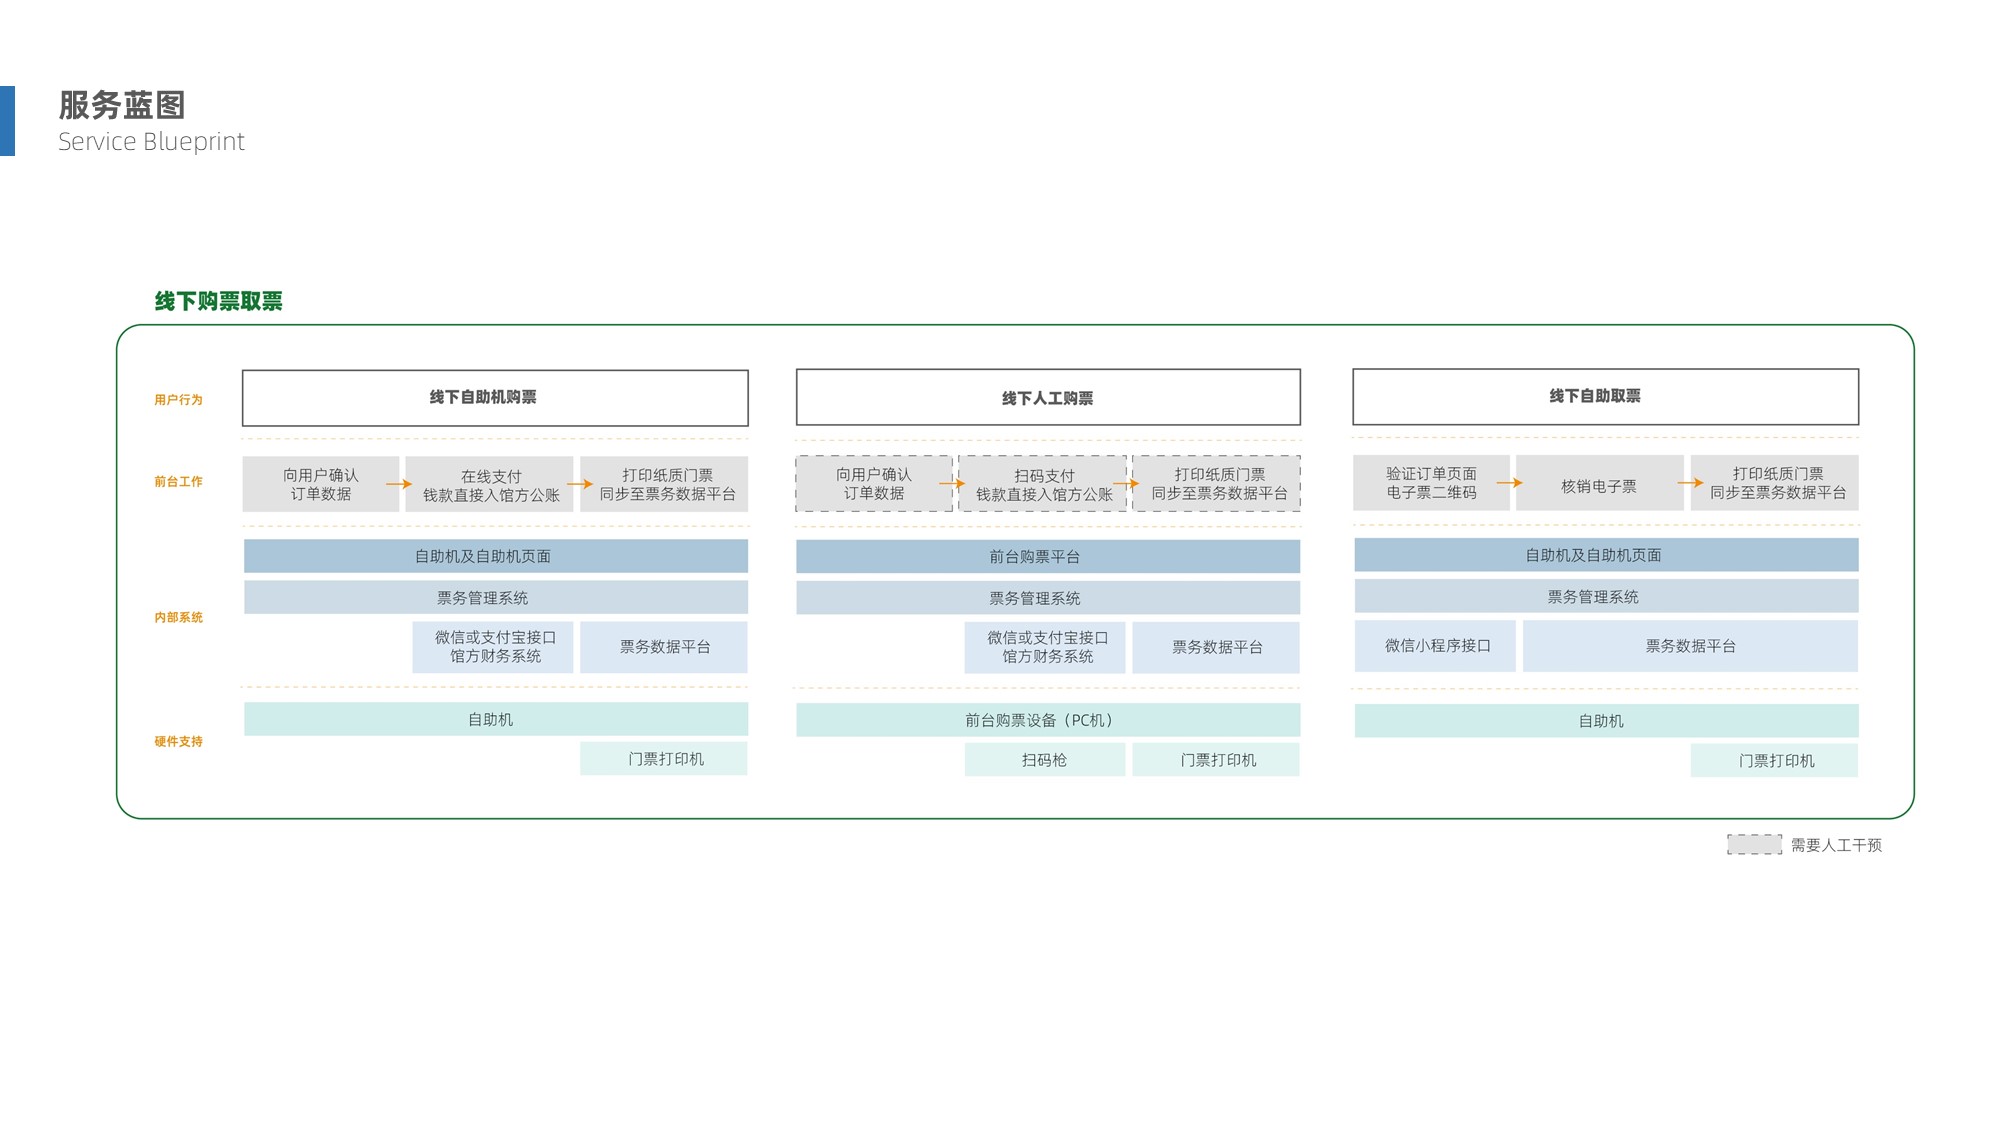 服务蓝图
Service Blueprint
线下购票取票
用户行为
线下自助机购票
线下人工购票
线下自助取票
前台工作
向用户确认
订单数据
在线支付
钱款直接入馆方公账
打印纸质门票
同步至票务数据平台
向用户确认
订单数据
扫码支付
钱款直接入馆方公账
打印纸质门票
同步至票务数据平台
验证订单页面
电子票二维码
核销电子票
打印纸质门票
同步至票务数据平台
内部系统
自助机及自助机页面
票务管理系统
微信或支付宝接口
馆方财务系统
票务数据平台
前台购票平台
票务管理系统
微信或支付宝接口
馆方财务系统
票务数据平台
自助机及自助机页面
票务管理系统
微信小程序接口
票务数据平台
硬件支持
自助机
门票打印机
前台购票设备（PC机）
扫码枪
门票打印机
自助机
门票打印机
需要人工干预